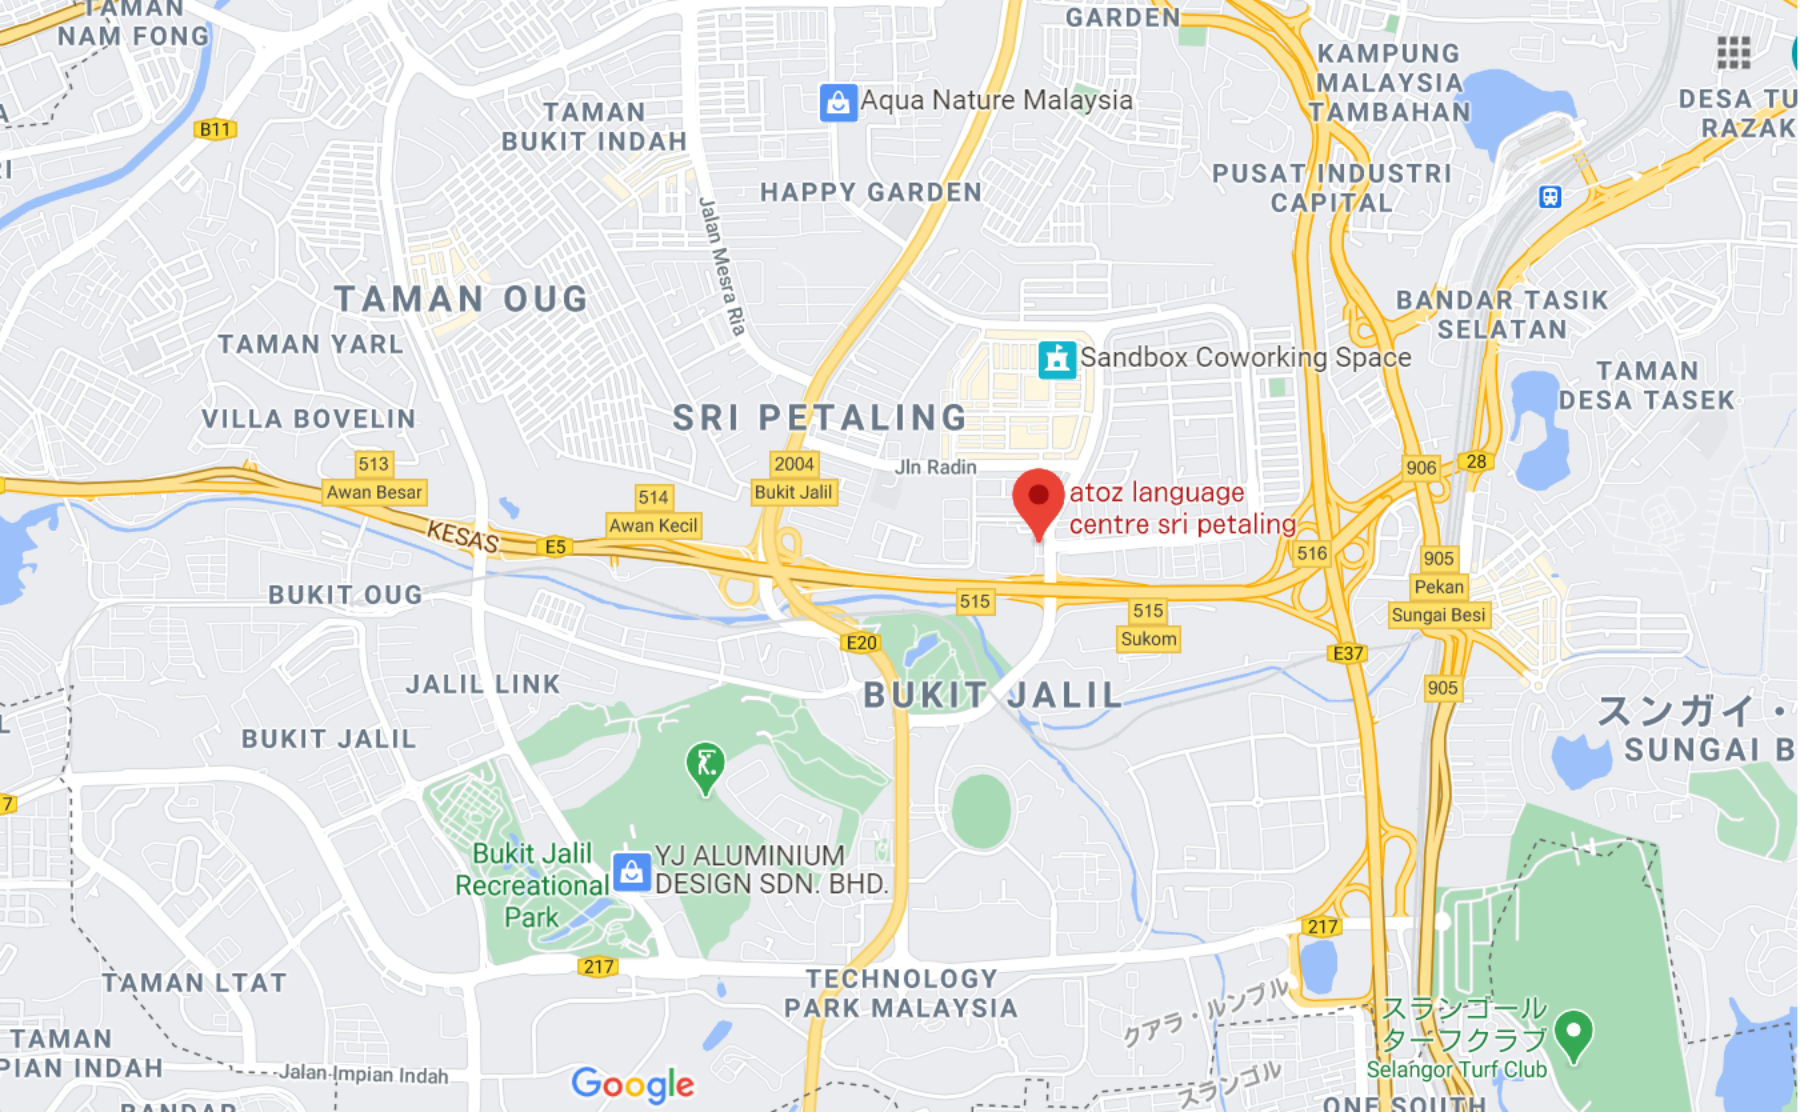 TAMAN
NAM FONG
GARDEN
KAMPUNG
MALAYSIA
TAMBAHAN
DESA TU
RAZAK
B11
TAMAN
BUKIT INDAH
Aqua Nature Malaysia
HAPPY GARDEN
PUSAT INDUSTRI
CAPITAL
Jalan Mesra Ria
TAMAN OUG
TAMAN YARL
BANDAR TASIK
SELATAN
Sandbox Coworking Space
TAMAN
DESA TASEK
VILLA BOVELIN
SRI PETALING
513
Awan Besar
514
Awan Kecil
2004
Bukit Jalil
Jln Radin
906
28
atoz language
centre sri petaling
KESAS
E5
516
905
Pekan
Sungai Besi
BUKIT OUG
515
515
Sukom
E20
E37
JALIL LINK
BUKIT JALIL
905
スンガイ・
SUNGAI B
BUKIT JALIL
7
Bukit Jalil
Recreational
Park
YJ ALUMINIUM
DESIGN SDN. BHD.
217
217
TAMAN LTAT
TECHNOLOGY
PARK MALAYSIA
クアラ・ルンプル
スランゴール
ターフクラブ
Selangor Turf Club
TAMAN
PIAN INDAH
Jalan Impian Indah
Google
スランゴル
BANDAR
ONE SOUTH